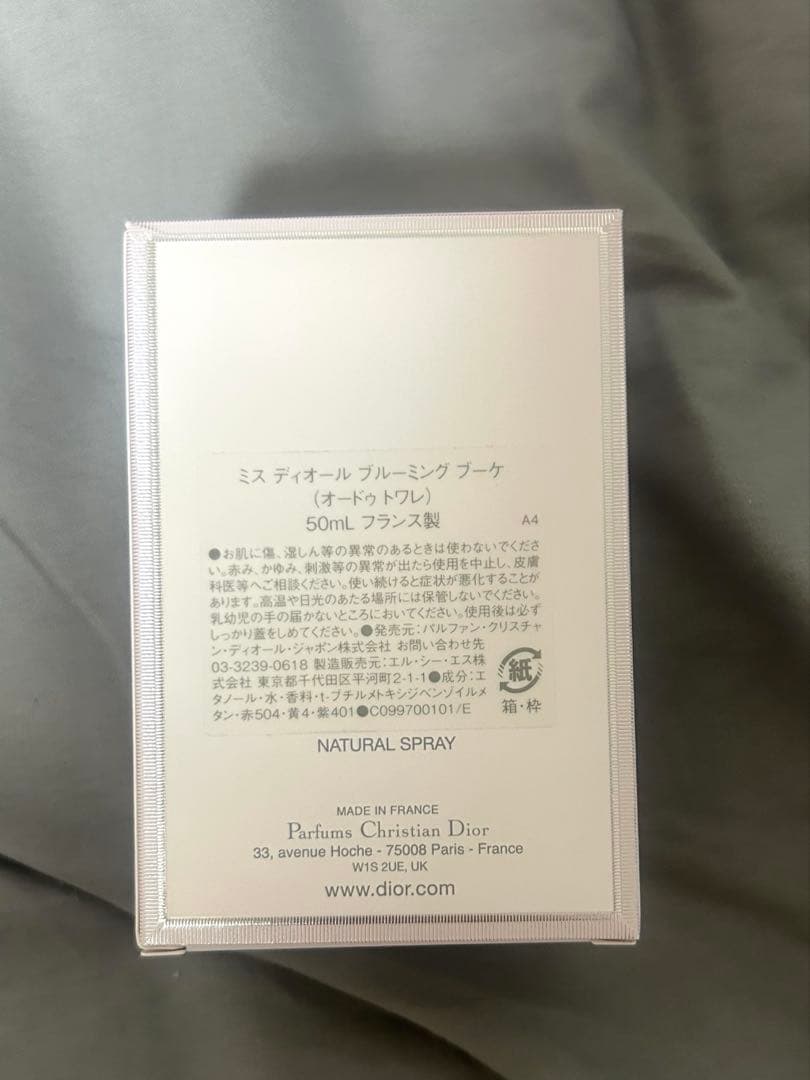 ミス ディオール ブルーミング ブーケ
（オードゥ トワレ）
50mL フランス製 A4
●お肌に傷、湿しん等の異常のあるときは使わないでくださ
い。赤み、かゆみ、刺激等の異常が出たら使用を中止し、皮膚
科医等へご相談ください。使い続けると症状が悪化することが
あります。高温や日光のあたる場所には保管しないでください。
乳幼児の手の届かないところにおいてください。使用後は必ず
しっかり蓋をしめてください。●発売元：パルファン・クリスチャ
ン・ディオール・ジャポン株式会社 お問い合わせ先
03-3239-0618 製造販売元：エル・シー・エス株
式会社 東京都千代田区平河町2-1-1●成分：エ
タノール・水・香料・t-ブチルメトキシジベンゾイルメ
タン・赤504・黄4・紫401●C099700101/E
紙
箱・枠
NATURAL SPRAY
MADE IN FRANCE
Parfums Christian Dior
33, avenue Hoche - 75008 Paris - France
W1S 2UE, UK
www.dior.com